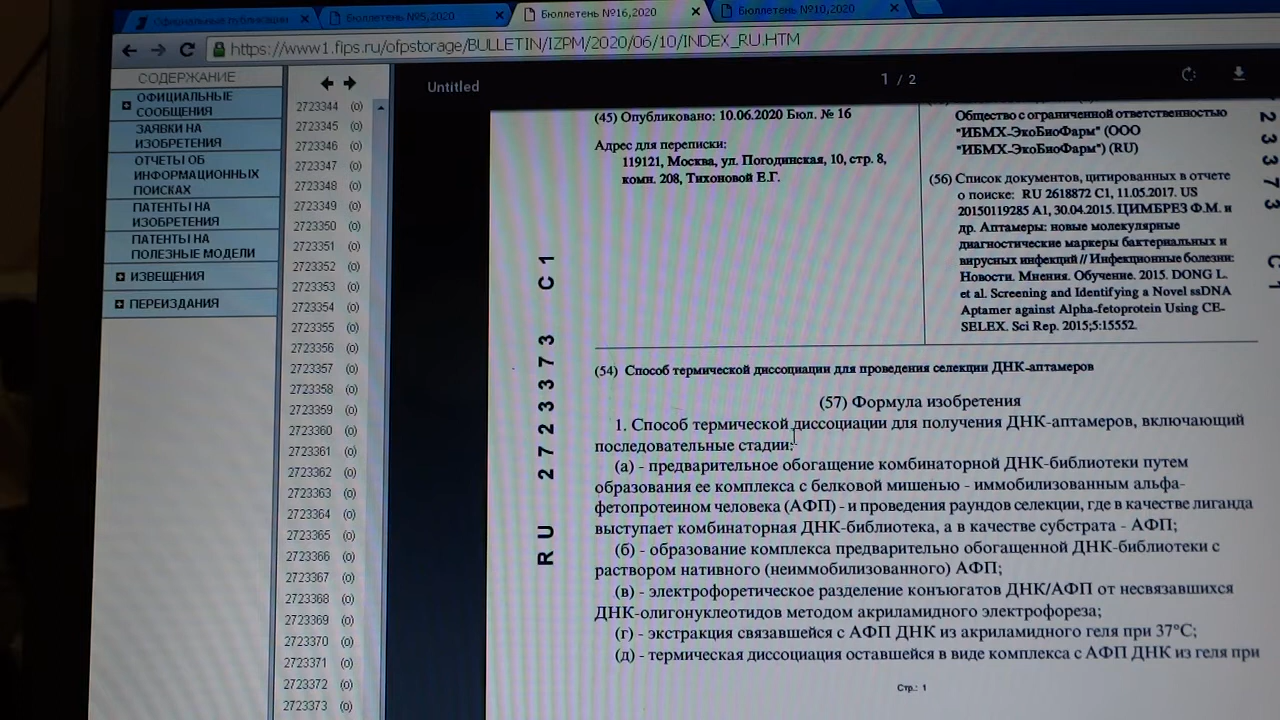 Официальные публикации
Бюллетень №5,2020
Бюллетень №16,2020
Бюллетень №10,2020
https://www1.fips.ru/ofpstorage/BULLETIN/IZPM/2020/06/10/INDEX_RU.HTM
СОДЕРЖАНИЕ
ОФИЦИАЛЬНЫЕ
СООБЩЕНИЯ
ЗАЯВКИ НА
ИЗОБРЕТЕНИЯ
ОТЧЕТЫ ОБ
ИНФОРМАЦИОННЫХ
ПОИСКАХ
ПАТЕНТЫ НА
ИЗОБРЕТЕНИЯ
ПАТЕНТЫ НА
ПОЛЕЗНЫЕ МОДЕЛИ
ИЗВЕЩЕНИЯ
ПЕРЕИЗДАНИЯ
2723344 (0)
2723345 (0)
2723346 (0)
2723347 (0)
2723348 (0)
2723349 (0)
2723350 (0)
2723351 (0)
2723352 (0)
2723353 (0)
2723354 (0)
2723355 (0)
2723356 (0)
2723357 (0)
2723358 (0)
2723359 (0)
2723360 (0)
2723361 (0)
2723362 (0)
2723363 (0)
2723364 (0)
2723365 (0)
2723366 (0)
2723367 (0)
2723368 (0)
2723369 (0)
2723370 (0)
2723371 (0)
2723372 (0)
2723373 (0)
Untitled
1 / 2
(45) Опубликовано: 10.06.2020 Бюл. № 16
Адрес для переписки:
119121, Москва, ул. Погодинская, 10, стр. 8,
комн. 208, Тихоновой Е.Г.
Общество с ограниченной ответственностью
"ИБМХ-ЭкоБиоФарм" (ООО
"ИБМХ-ЭкоБиоФарм") (RU)
(56) Список документов, цитированных в отчете
о поиске: RU 2618872 C1, 11.05.2017. US
20150119285 A1, 30.04.2015. ЦИМБРЕЗ Ф.М. и
др. Аптамеры: новые молекулярные
диагностические маркеры бактериальных и
вирусных инфекций // Инфекционные болезни:
Новости. Мнения. Обучение. 2015. DONG L.
et al. Screening and Identifying a Novel ssDNA
Aptamer against Alpha-fetoprotein Using CE-
SELEX. Sci Rep. 2015;5:15552.
RU 2723373 C1
23373 C1
(54) Способ термической диссоциации для проведения селекции ДНК-аптамеров
(57) Формула изобретения
1. Способ термической диссоциации для получения ДНК-аптамеров, включающий
последовательные стадии:
(а) - предварительное обогащение комбинаторной ДНК-библиотеки путем
образования ее комплекса с белковой мишенью - иммобилизованным альфа-
фетопротеином человека (АФП) - и проведения раундов селекции, где в качестве лиганда
выступает комбинаторная ДНК-библиотека, а в качестве субстрата - АФП;
(б) - образование комплекса предварительно обогащенной ДНК-библиотеки с
раствором нативного (неиммобилизованного) АФП;
(в) - электрофоретическое разделение конъюгатов ДНК/АФП от несвязавшихся
ДНК-олигонуклеотидов методом акриламидного электрофореза;
(г) - экстракция связавшейся с АФП ДНК из акриламидного геля при 37°С;
(д) - термическая диссоциация оставшейся в виде комплекса с АФП ДНК из геля при
Стр.: 1